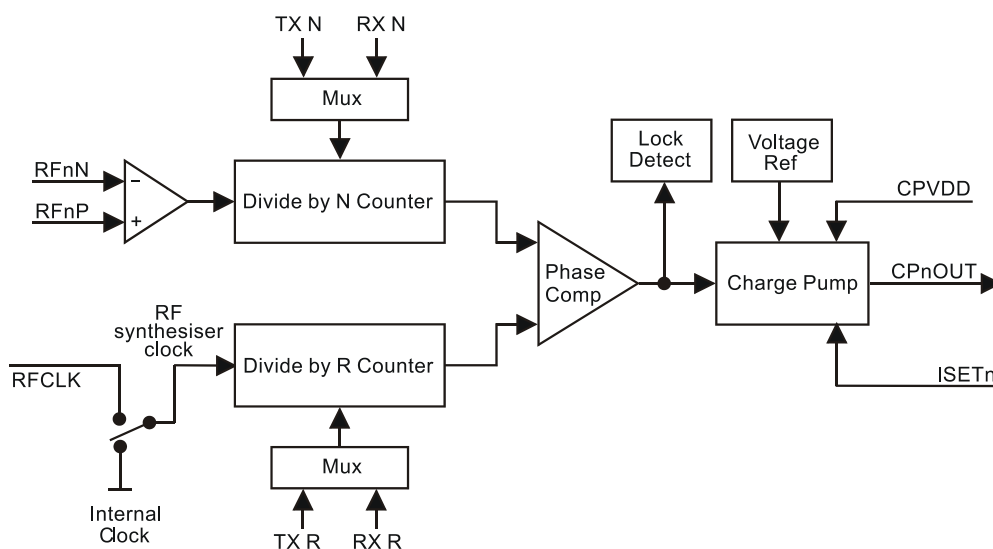 TX N
RX N
Mux
RFnN
−
RFnP
+
Divide by N Counter
Lock
Detect
Voltage
Ref
CPVDD
Phase
Comp
Charge Pump
CPnOUT
RF
synthesiser
clock
RFCLK
Divide by R Counter
ISETn
Mux
Internal
Clock
TX R
RX R